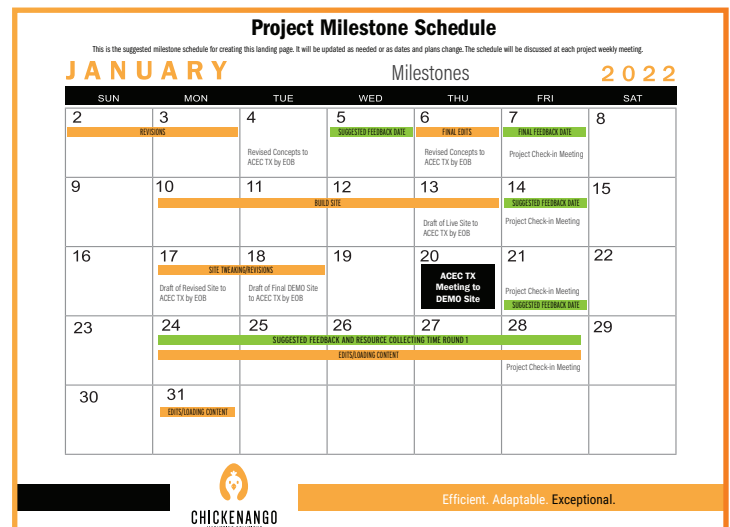 Project Milestone Schedule
This is the suggested milestone schedule for creating this landing page. It will be updated as needed or as dates and plans change. The schedule will be discussed at each project weekly meeting.
JANUARY Milestones 2022
SUN MON TUE WED THU FRI SAT
2 3 4 5 6 7 8
REVISIONS SUGGESTED FEEDBACK DATE FINAL EDITS FINAL FEEDBACK DATE
Revised Concepts to
ACEC TX by EOB
Revised Concepts to
ACEC TX by EOB
Project Check-in Meeting
9 10 11 12 13 14 15
BUILD SITE SUGGESTED FEEDBACK DATE
Draft of Live Site to
ACEC TX by EOB
Project Check-in Meeting
16 17 18 19 20 21 22
SITE TWEAKING/REVISIONS
Draft of Revised Site to
ACEC TX by EOB
Draft of Final DEMO Site
to ACEC TX by EOB
ACEC TX
Meeting to
DEMO Site
Project Check-in Meeting
SUGGESTED FEEDBACK DATE
23 24 25 26 27 28 29
SUGGESTED FEEDBACK AND RESOURCE COLLECTING TIME ROUND 1
EDITS/LOADING CONTENT
Project Check-in Meeting
30 31
EDITS/LOADING CONTENT
CHICKENANGO
Efficient. Adaptable. Exceptional.